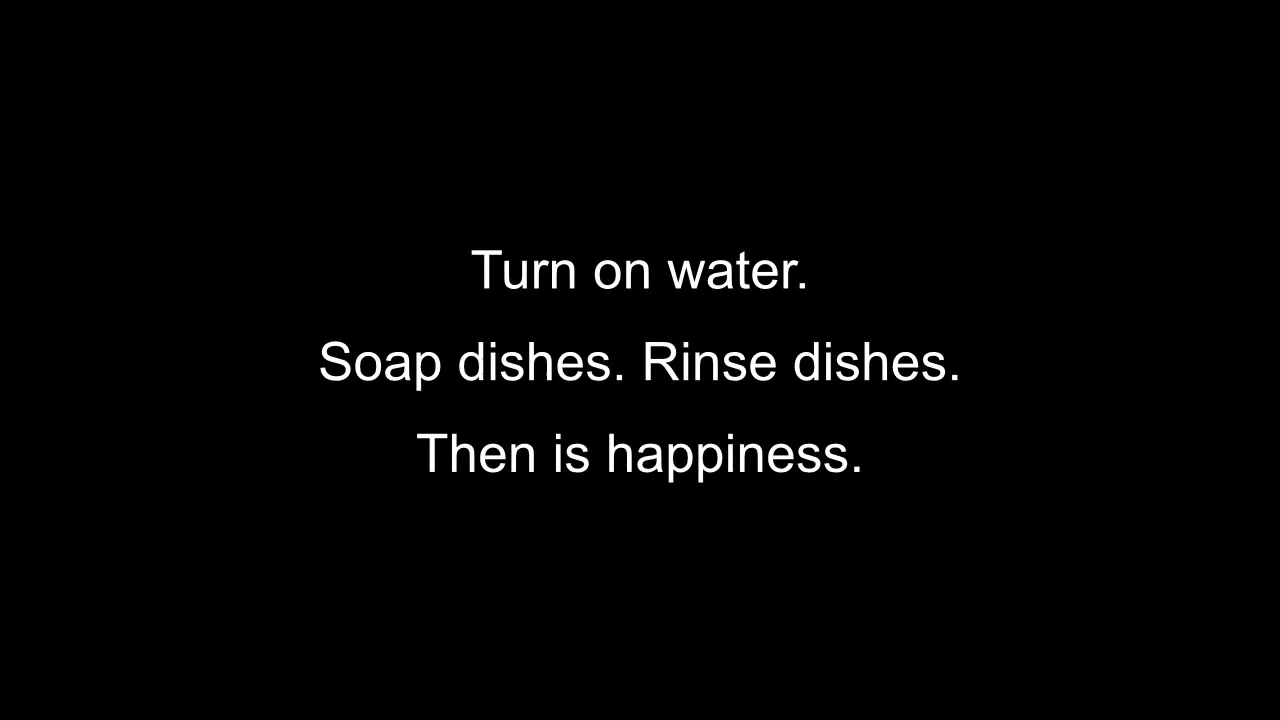 Turn on water.
Soap dishes. Rinse dishes.
Then is happiness.